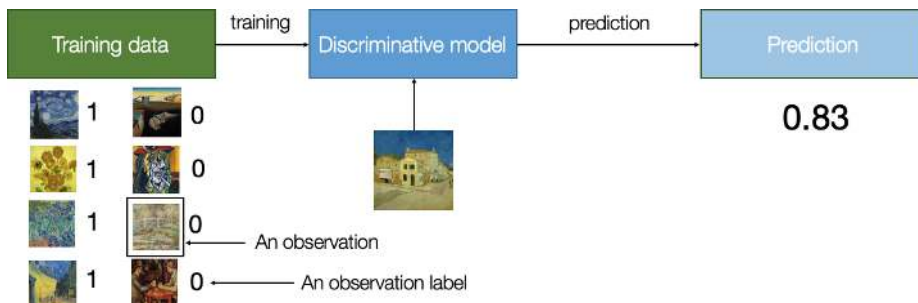 training
prediction
Training data
Discriminative model
Prediction
1
0
0.83
1
0
1
0
An observation
1
0
An observation label